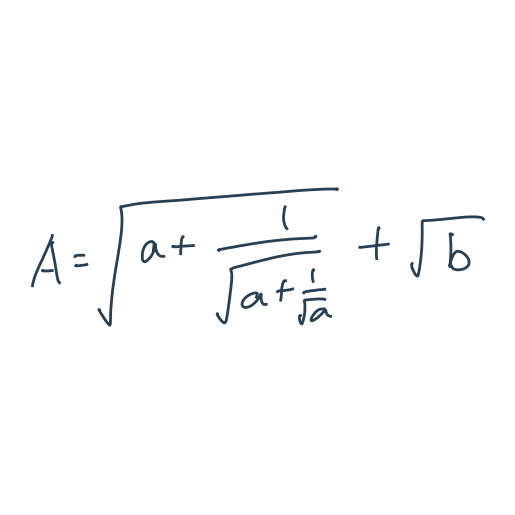 A = √(a + 1/√(a + 1/√a)) + √b